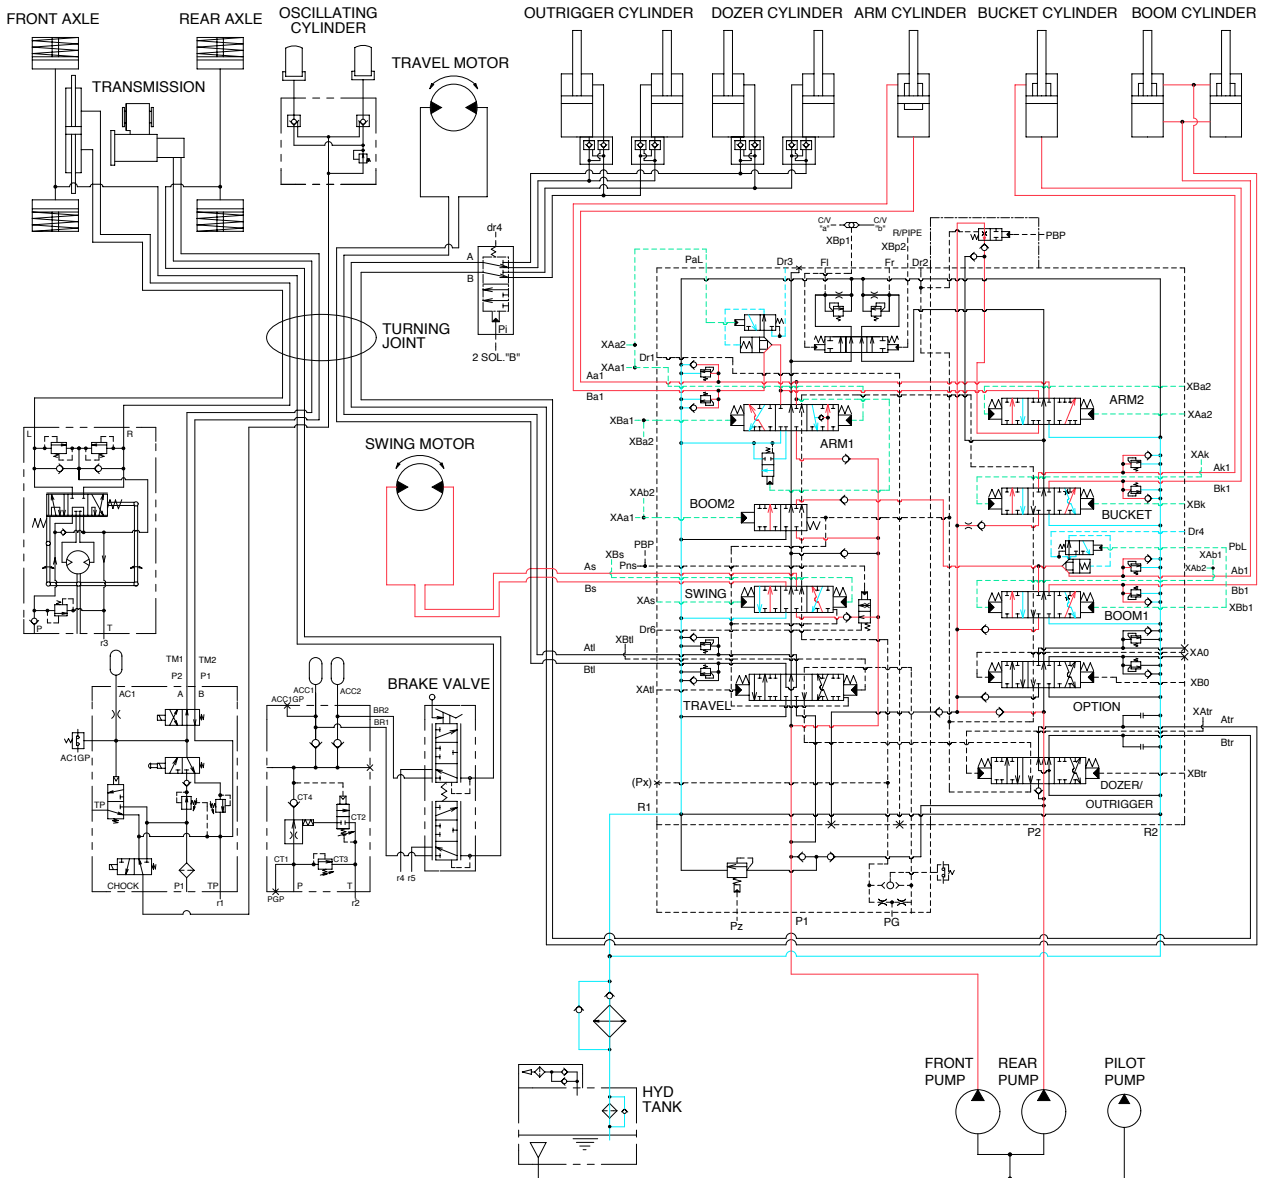 FRONT AXLE
REAR AXLE
OSCILLATING
CYLINDER
TRAVEL MOTOR
OUTRIGGER CYLINDER
DOZER CYLINDER
ARM CYLINDER
BUCKET CYLINDER
BOOM CYLINDER
TRANSMISSION
dr4
A
B
Pi
2 SOL."B"
TURNING
JOINT
C/V
"a"
C/V
"b"
XBp1
R/PIPE
XBp2
PBP
PaL
Dr3
Fl
Fr
Dr2
XAa2
Dr1
XAa1
Aa1
Ba1
XBa1
XBa2
ARM1
XBa2
ARM2
XAa2
L
R
SWING MOTOR
XAk
Ak1
Bk1
BUCKET
XBk
XAb2
BOOM2
XAa1
Dr4
PBP
XBs
Pns
As
Bs
SWING
XAs
XAb1
PbL
XAb2
Ab1
Bb1
XBb1
BOOM1
P
T
r3
Dr6
XBtl
Atl
Btl
XAtl
TRAVEL
XA0
XB0
OPTION
TM1
TM2
P2
P1
AC1
A
B
AC1GP
TP
CHOCK
P1
TP
r1
ACC1
ACC2
ACC1GP
BR2
BR1
CT4
CT2
CT1
CT3
P
T
PGP
r2
BRAKE VALVE
r4
r5
XAtr
Atr
Btr
XBtr
DOZER/
OUTRIGGER
(Px)
R1
P2
R2
Pz
P1
PG
HYD
TANK
FRONT
PUMP
REAR
PUMP
PILOT
PUMP